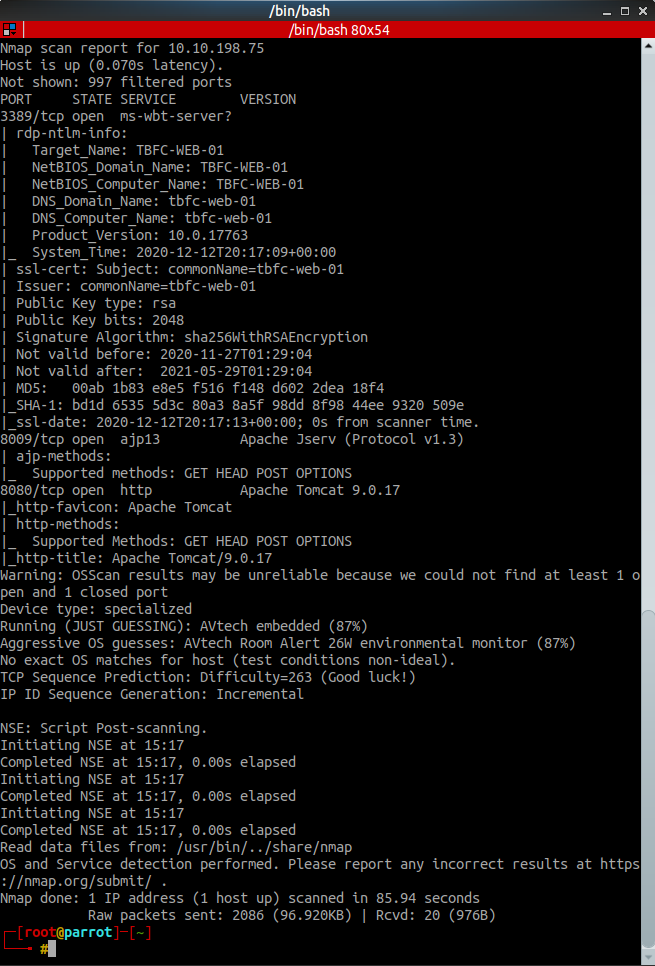 /bin/bash
/bin/bash 80x54
Nmap scan report for 10.10.198.75
Host is up (0.070s latency).
Not shown: 997 filtered ports
PORT     STATE SERVICE       VERSION
3389/tcp open  ms-wbt-server?
| rdp-ntlm-info:
|   Target_Name: TBFC-WEB-01
|   NetBIOS_Domain_Name: TBFC-WEB-01
|   NetBIOS_Computer_Name: TBFC-WEB-01
|   DNS_Domain_Name: tbfc-web-01
|   DNS_Computer_Name: tbfc-web-01
|   Product_Version: 10.0.17763
|_  System_Time: 2020-12-12T20:17:09+00:00
| ssl-cert: Subject: commonName=tbfc-web-01
| Issuer: commonName=tbfc-web-01
| Public Key type: rsa
| Public Key bits: 2048
| Signature Algorithm: sha256WithRSAEncryption
| Not valid before: 2020-11-27T01:29:04
| Not valid after:  2021-05-29T01:29:04
| MD5:   00ab 1b83 e8e5 f516 f148 d602 2dea 18f4
|_SHA-1: bd1d 6535 5d3c 80a3 8a5f 98dd 8f98 44ee 9320 509e
|_ssl-date: 2020-12-12T20:17:13+00:00; 0s from scanner time.
8009/tcp open  ajp13         Apache Jserv (Protocol v1.3)
| ajp-methods:
|_  Supported methods: GET HEAD POST OPTIONS
8080/tcp open  http          Apache Tomcat 9.0.17
|_http-favicon: Apache Tomcat
| http-methods:
|_  Supported Methods: GET HEAD POST OPTIONS
|_http-title: Apache Tomcat/9.0.17
Warning: OSScan results may be unreliable because we could not find at least 1 o
pen and 1 closed port
Device type: specialized
Running (JUST GUESSING): AVtech embedded (87%)
Aggressive OS guesses: AVtech Room Alert 26W environmental monitor (87%)
No exact OS matches for host (test conditions non-ideal).
TCP Sequence Prediction: Difficulty=263 (Good luck!)
IP ID Sequence Generation: Incremental
NSE: Script Post-scanning.
Initiating NSE at 15:17
Completed NSE at 15:17, 0.00s elapsed
Initiating NSE at 15:17
Completed NSE at 15:17, 0.00s elapsed
Initiating NSE at 15:17
Completed NSE at 15:17, 0.00s elapsed
Read data files from: /usr/bin/../share/nmap
OS and Service detection performed. Please report any incorrect results at https
://nmap.org/submit/ .
Nmap done: 1 IP address (1 host up) scanned in 85.94 seconds
           Raw packets sent: 2086 (96.920KB) | Rcvd: 20 (976B)
┌─[root@parrot]─[~]
└──╼ #